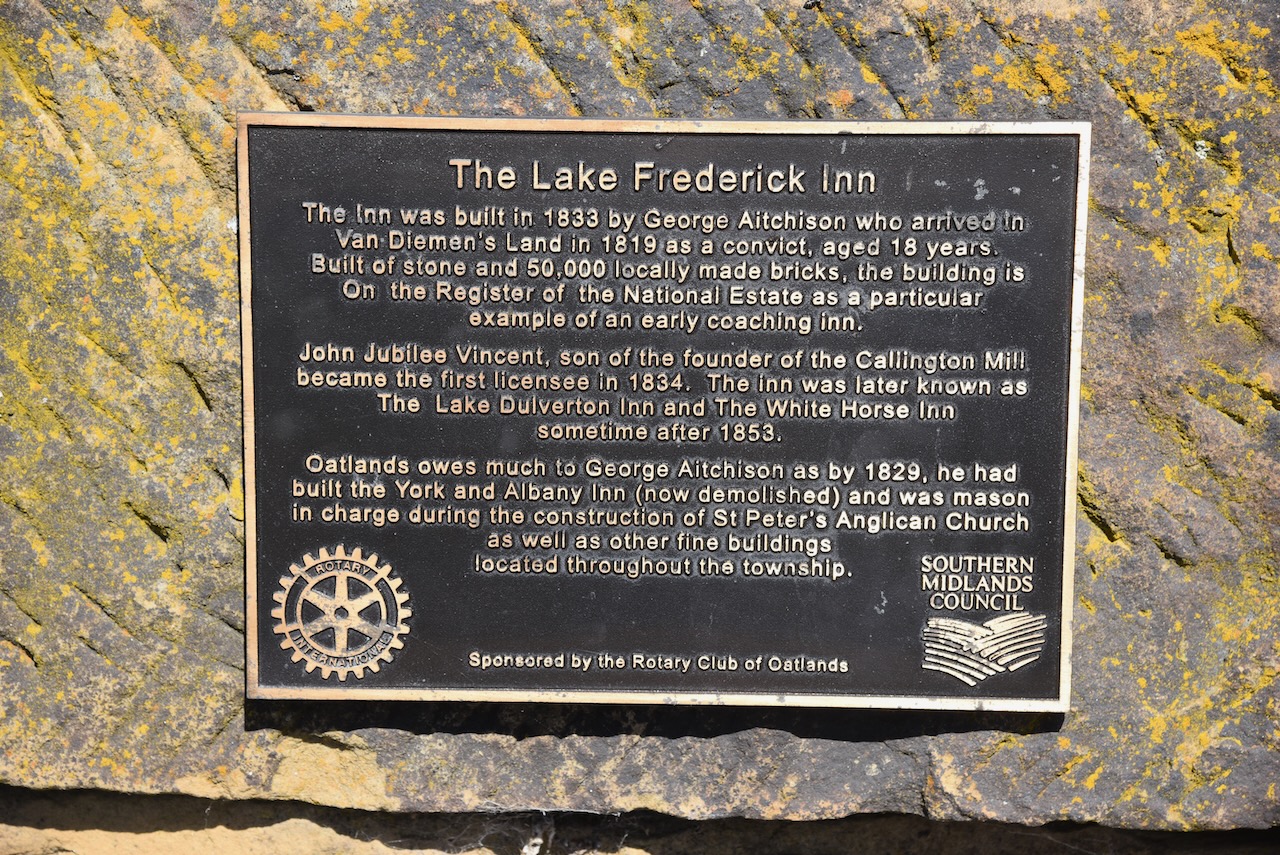 The Lake Frederick Inn
The Inn was built in 1833 by George Aitchison who arrived in
Van Diemen's Land in 1819 as a convict, aged 18 years.
Built of stone and 50,000 locally made bricks, the building is
On the Register of the National Estate as a particular
example of an early coaching inn.
John Jubilee Vincent, son of the founder of the Callington Mill
became the first licensee in 1834. The inn was later known as
The Lake Dulverton Inn and The White Horse Inn
sometime after 1853.
Oatlands owes much to George Aitchison as by 1829, he had
built the York and Albany Inn (now demolished) and was mason
in charge during the construction of St Peter's Anglican Church
as well as other fine buildings
located throughout the township.
ROTARY
INTERNATIONAL
SOUTHERN
MIDLANDS
COUNCIL
Sponsored by the Rotary Club of Oatlands